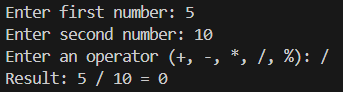 Enter first number: 5
Enter second number: 10
Enter an operator (+, -, *, /, %): /
Result: 5 / 10 = 0